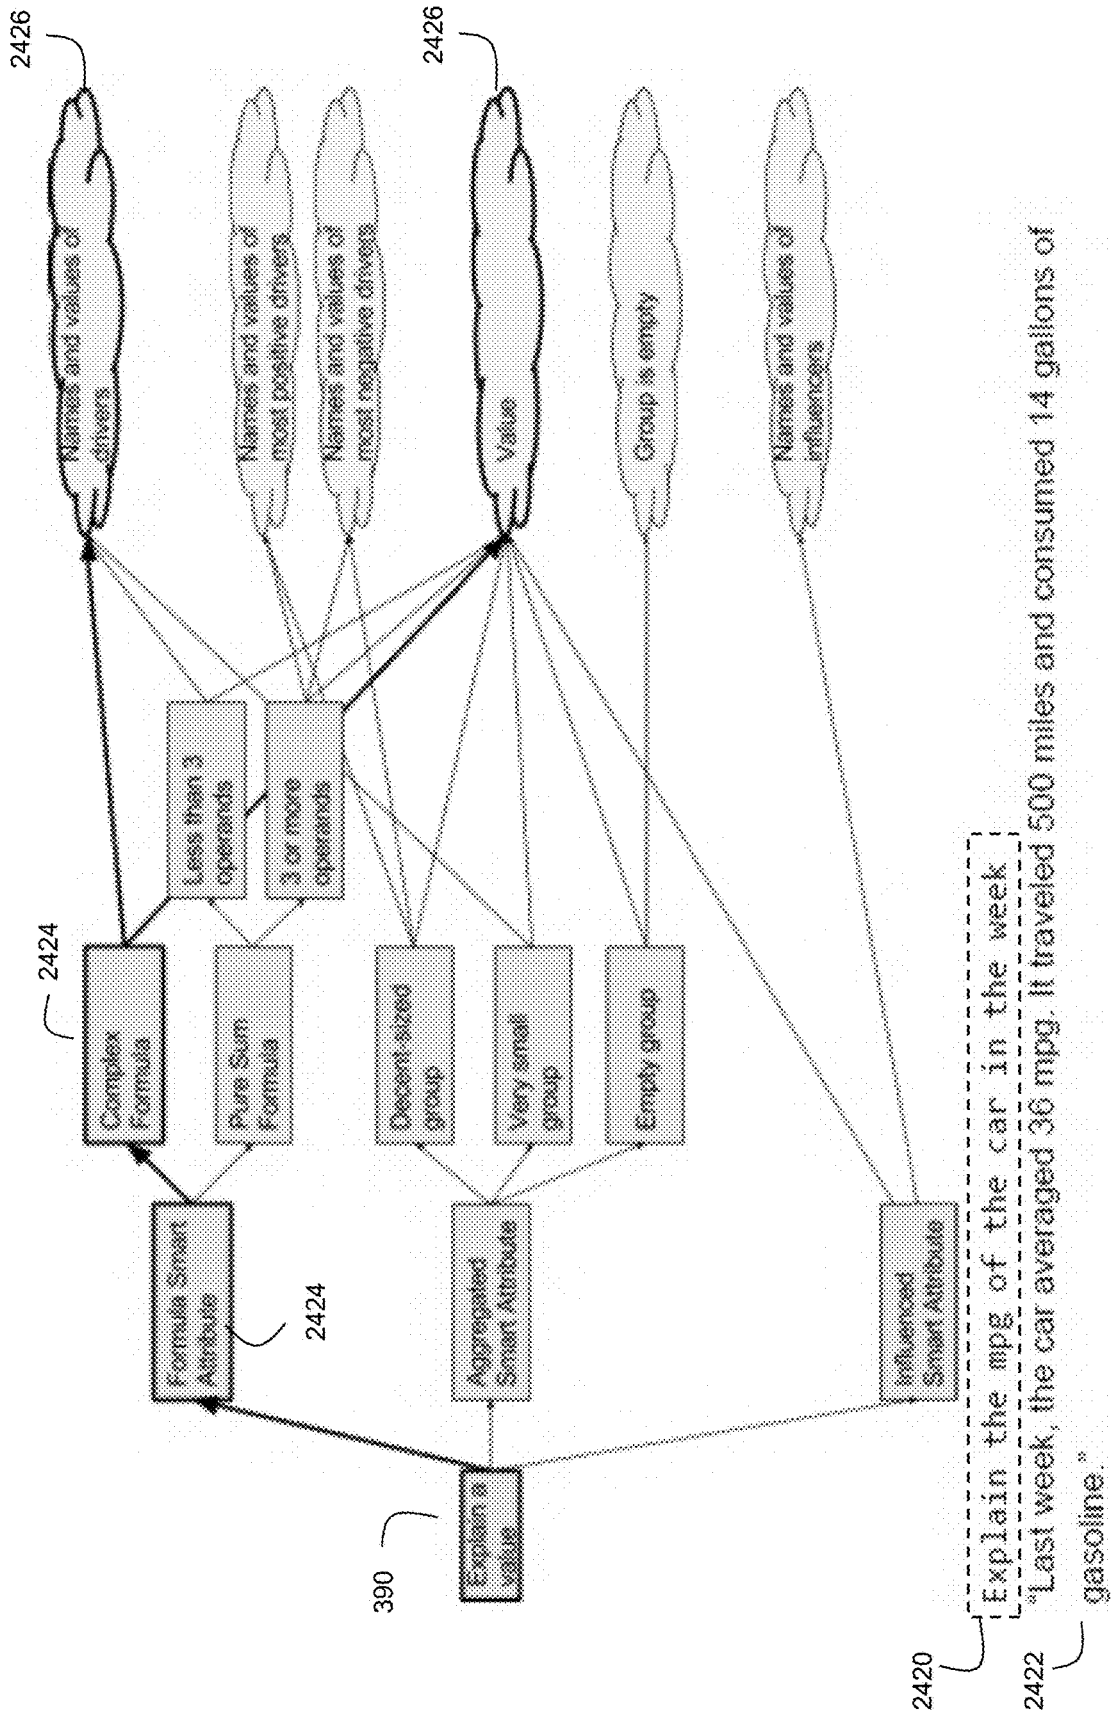 2426
2426
Names and values of
drivers
Names and values of
most positive drivers
Names and values of
most negative drivers
Value
Group is empty
Names and values of
influencers
Less than 3
operands
3 or more
operands
2424
Complex
Formula
Pure Sum
Formula
Decent-sized
group
Very small
group
Empty group
Formula Smart
Attribute
2424
Aggregated
Smart Attribute
Influenced
Smart Attribute
390
Explain a
value
2420
Explain the mpg of the car in the week
2422
"Last week, the car averaged 36 mpg. It traveled 500 miles and consumed 14 gallons of
gasoline."